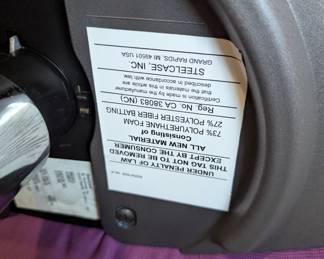 UNDER PENALTY OF LAW
THIS TAG NOT TO BE REMOVED
EXCEPT BY THE CONSUMER
ALL NEW MATERIAL
Consisting of
73% POLYURETHANE FOAM
27% POLYESTER FIBER BATTING
Reg. No. CA 38083 (NC)
Certification is made by the manufacturer
that the materials in this article are
described in accordance with law.
STEELCASE, INC.
GRAND RAPIDS, MI 49501 USA